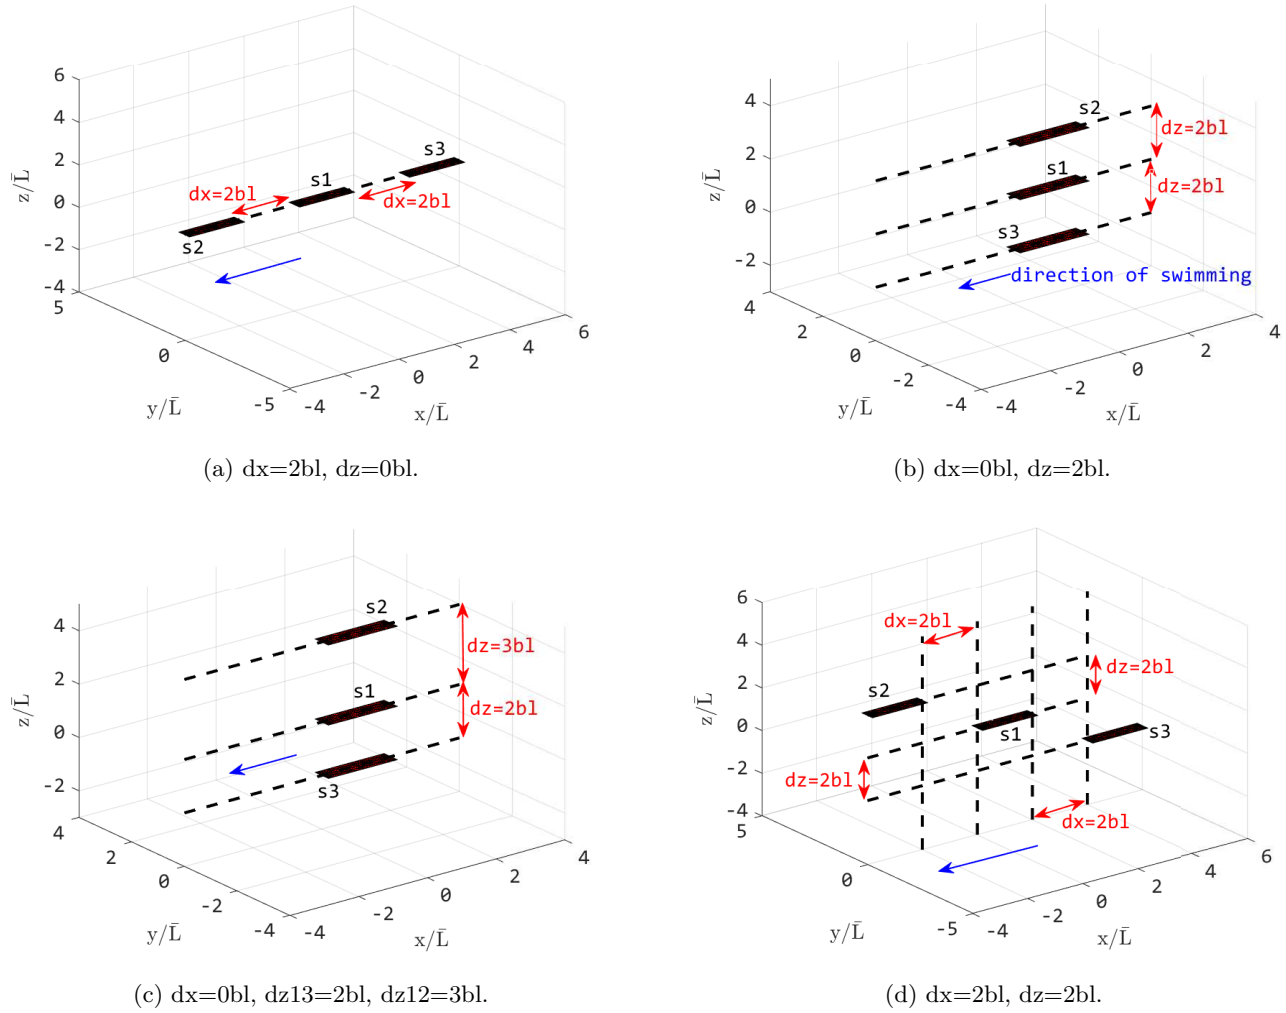 6
4
2
0
-2
-4
z/L̄
5
0
-5
y/L̄
-4
-2
0
2
4
6
x/L̄
s3
s1
s2
dx=2bl
dx=2bl
(a) dx=2bl, dz=0bl.
4
2
0
-2
z/L̄
4
2
0
-2
-4
y/L̄
-4
-2
0
2
4
x/L̄
s2
s1
s3
dz=2bl
dz=2bl
direction of swimming
(b) dx=0bl, dz=2bl.
4
2
0
-2
z/L̄
4
2
0
-2
-4
y/L̄
-4
-2
0
2
4
x/L̄
s2
s1
s3
dz=3bl
dz=2bl
(c) dx=0bl, dz13=2bl, dz12=3bl.
6
4
2
0
-2
-4
z/L̄
5
0
-5
y/L̄
-4
-2
0
2
4
6
x/L̄
dx=2bl
s2
dz=2bl
s1
s3
dz=2bl
dx=2bl
(d) dx=2bl, dz=2bl.